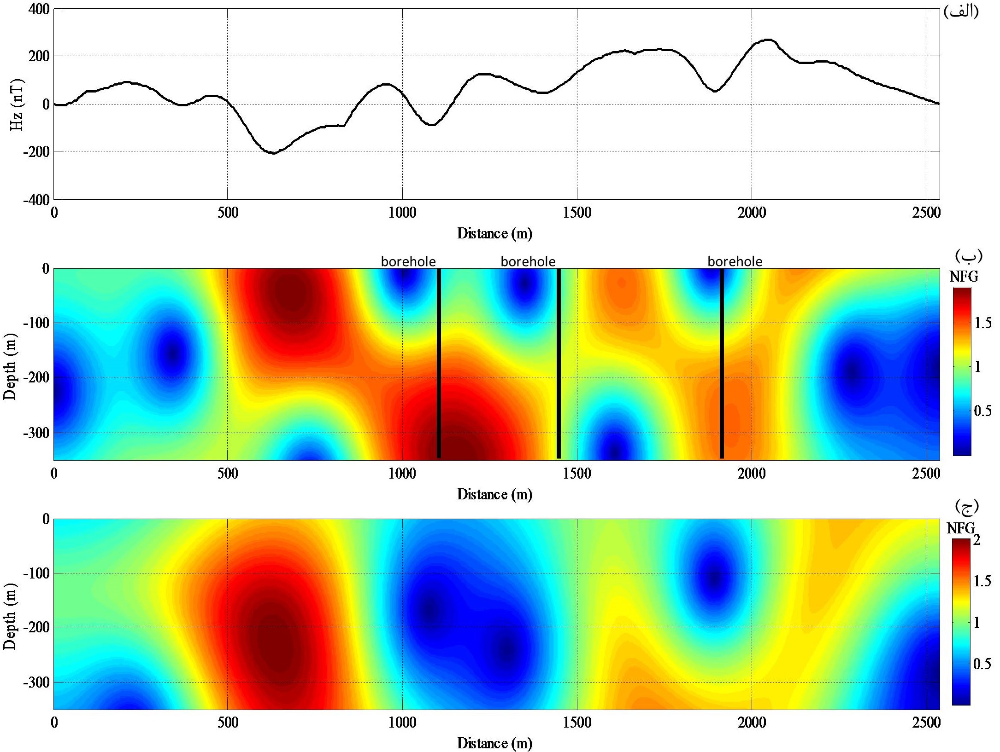 (الف)
400
200
0
-200
-400
Hz (nT)
0 500 1000 1500 2000 2500
Distance (m)
(ب)
borehole borehole borehole
NFG
0
-100
-200
-300
Depth (m)
1.5
1
0.5
0 500 1000 1500 2000 2500
Distance (m)
(ج)
NFG
0
-100
-200
-300
Depth (m)
2
1.5
1
0.5
0 500 1000 1500 2000 2500
Distance (m)